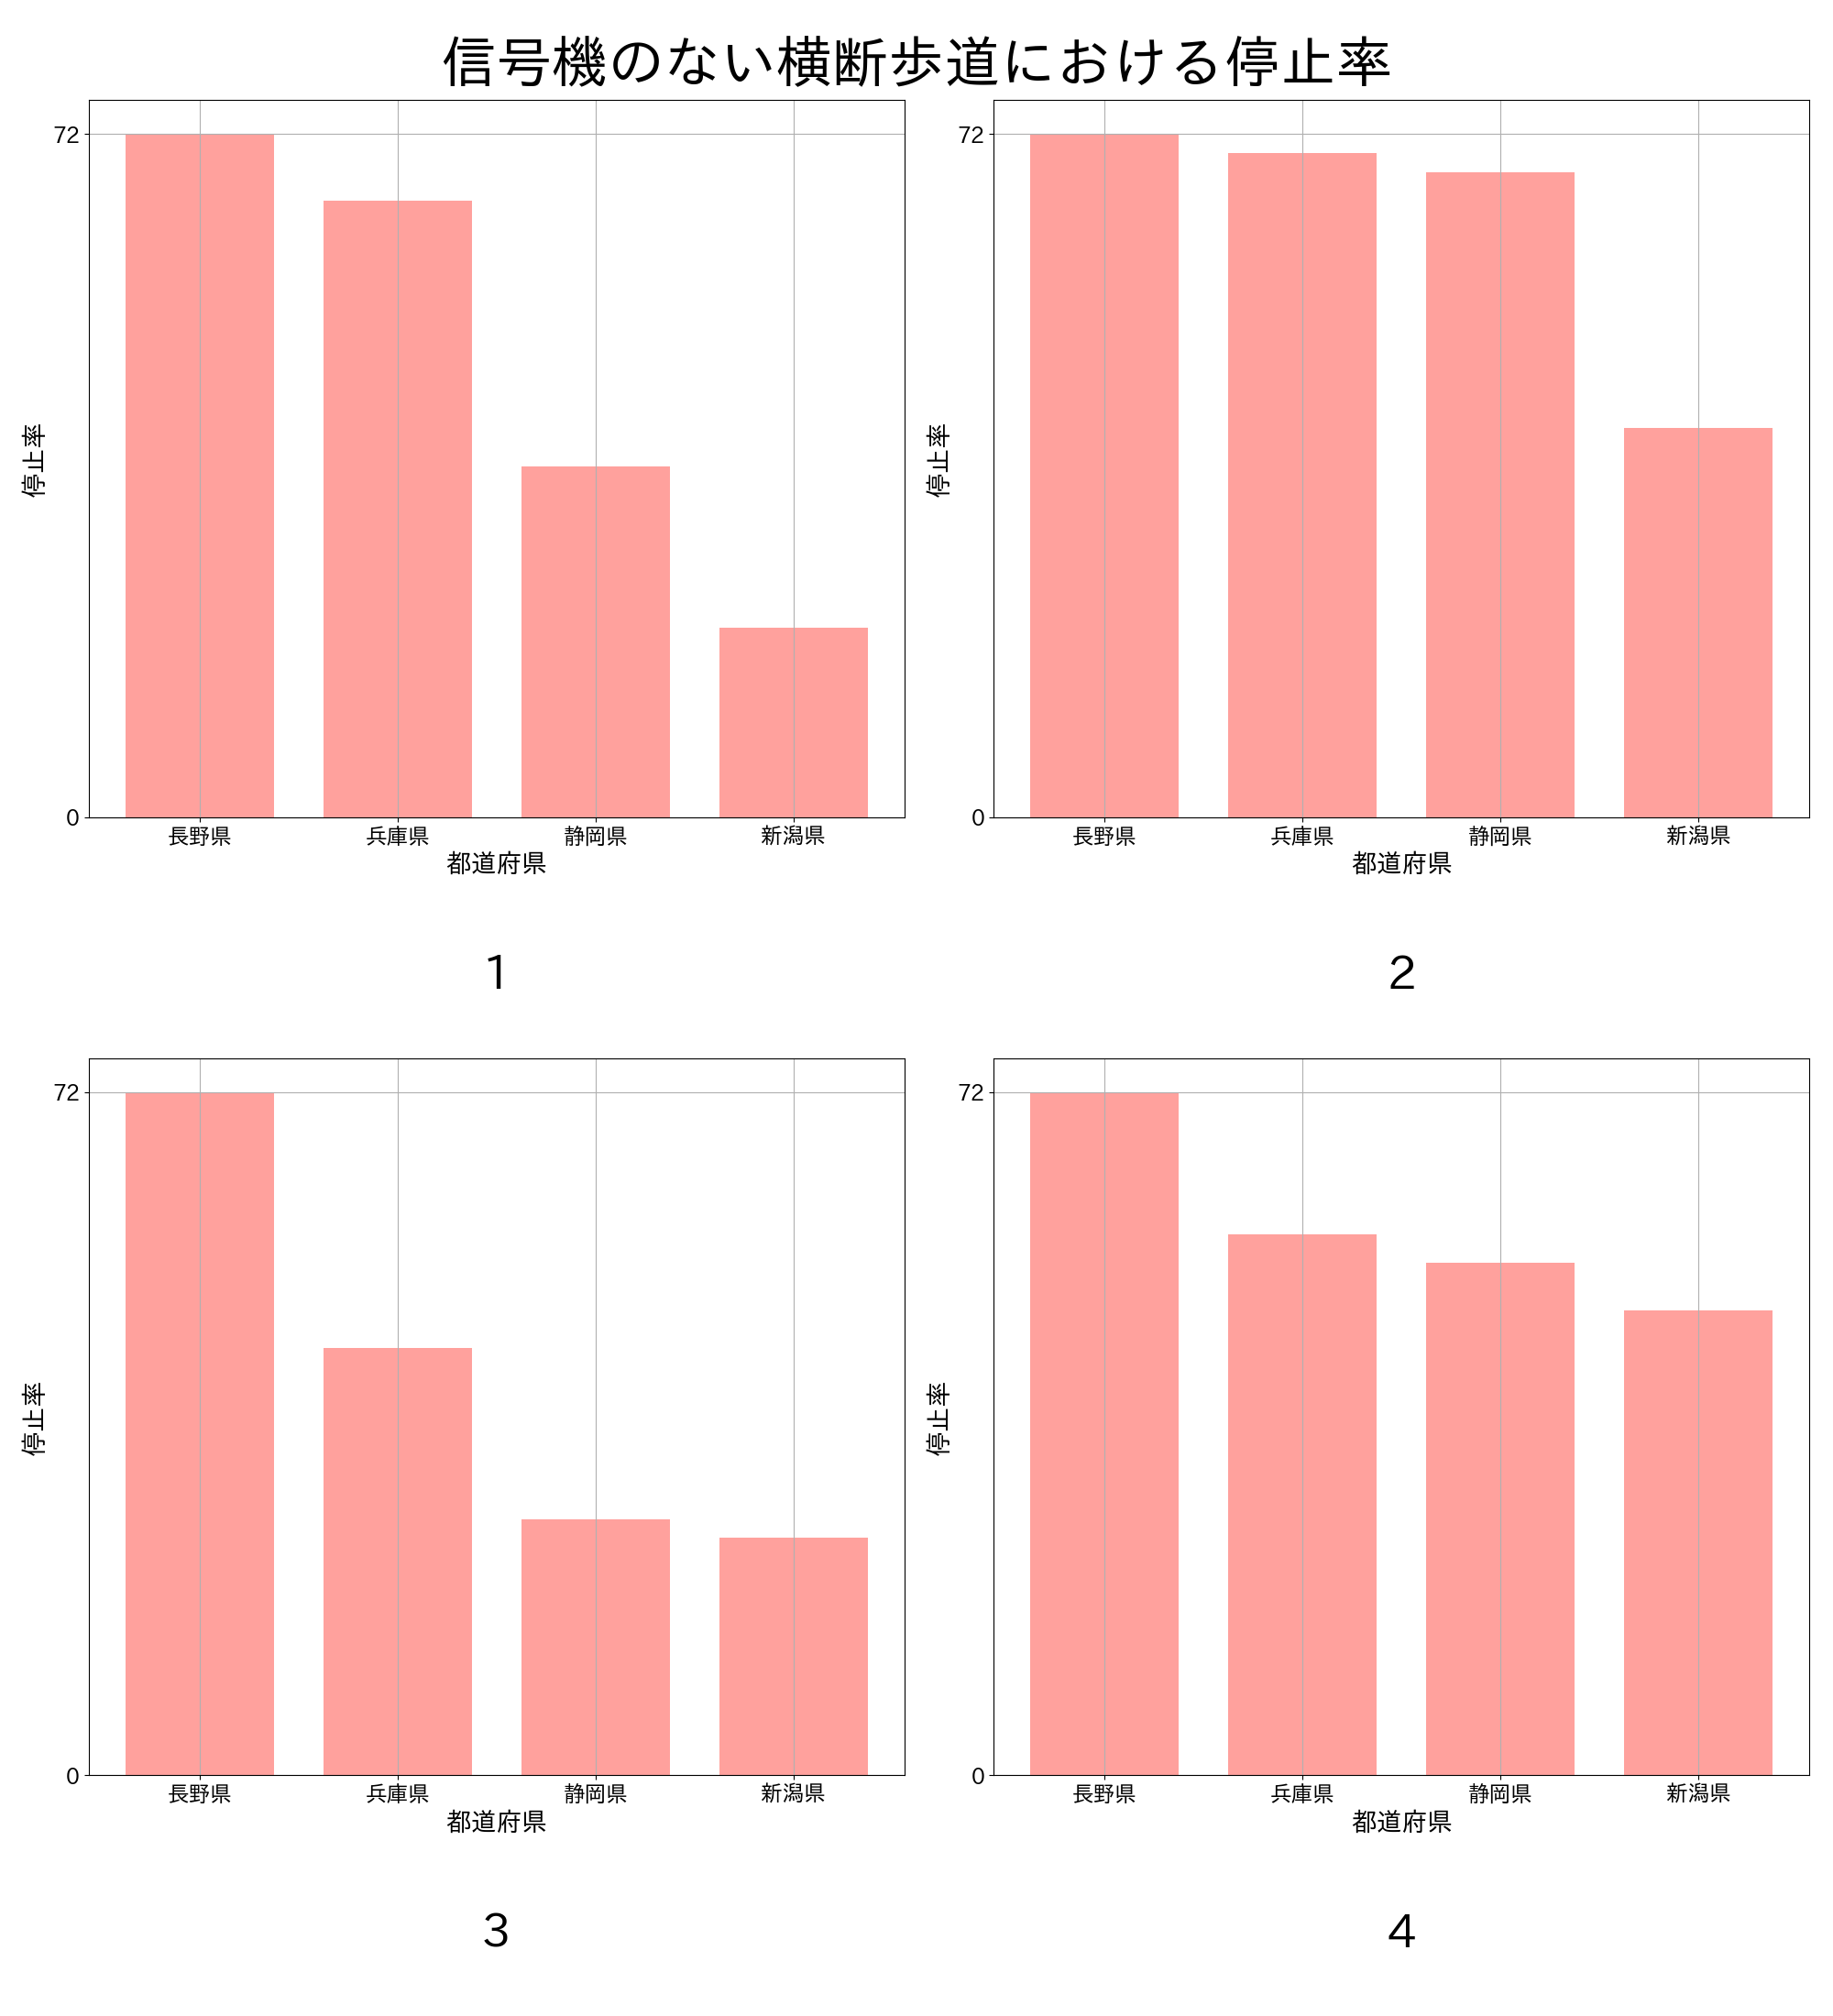 信号機のない横断歩道における停止率
72
0
停止率
長野県 兵庫県 静岡県 新潟県
都道府県
1
72
0
停止率
長野県 兵庫県 静岡県 新潟県
都道府県
2
72
0
停止率
長野県 兵庫県 静岡県 新潟県
都道府県
3
72
0
停止率
長野県 兵庫県 静岡県 新潟県
都道府県
4